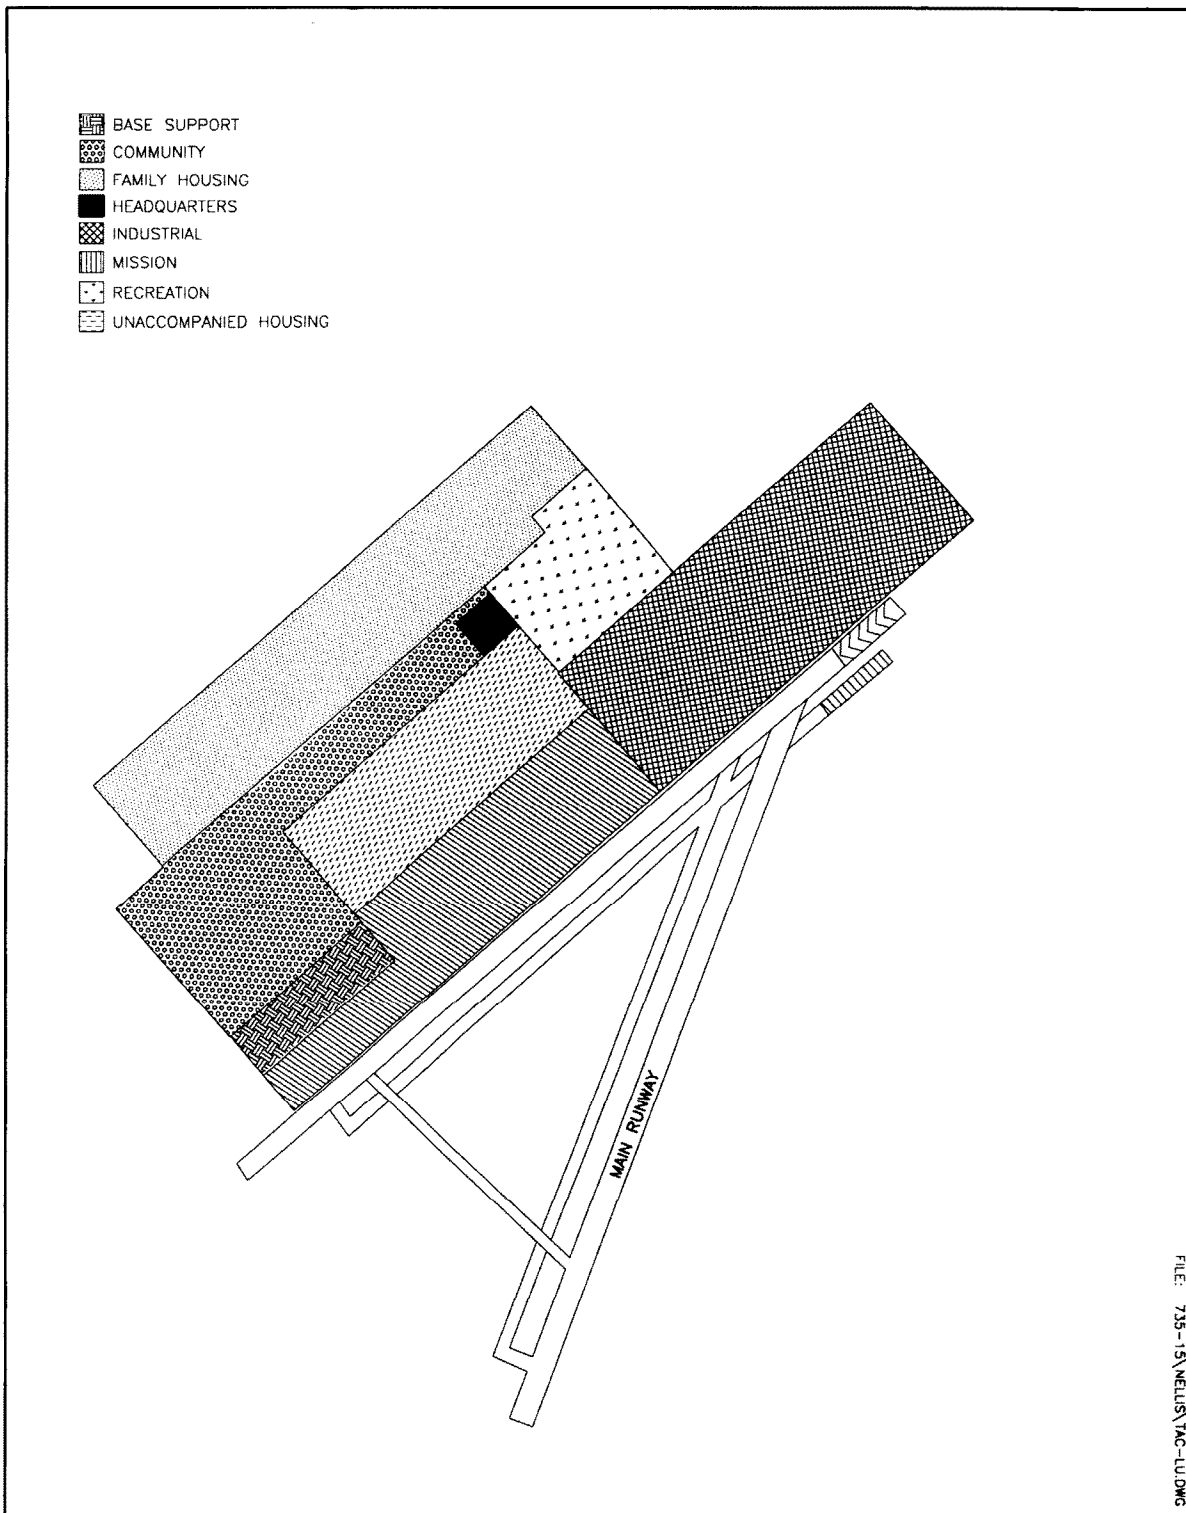 BASE SUPPORT
COMMUNITY
FAMILY HOUSING
HEADQUARTERS
INDUSTRIAL
MISSION
RECREATION
UNACCOMPANIED HOUSING
MAIN RUNWAY
FILE: 735-15\NELLIS\TAC-LU.DWG